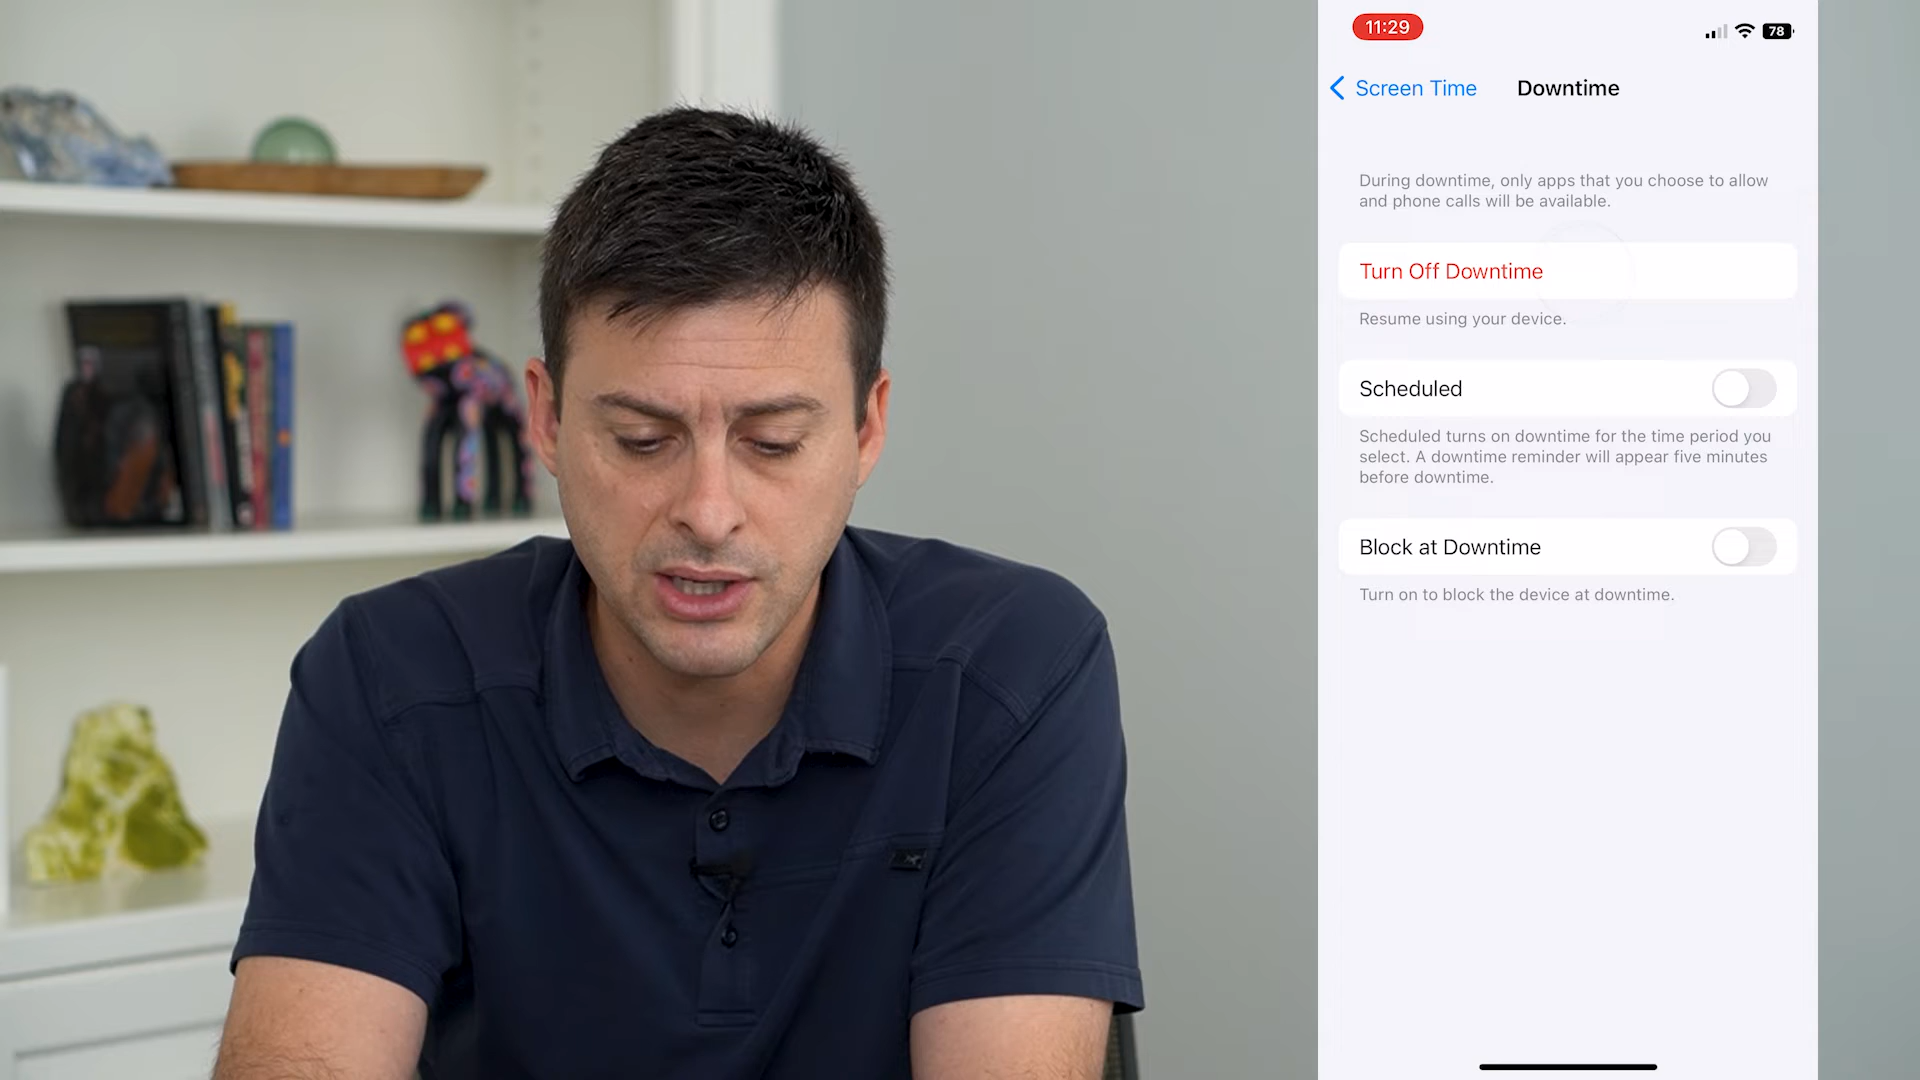 11:29
78
Screen Time
Downtime
During downtime, only apps that you choose to allow
and phone calls will be available.
Turn Off Downtime
Resume using your device.
Scheduled
Scheduled turns on downtime for the time period you
select. A downtime reminder will appear five minutes
before downtime.
Block at Downtime
Turn on to block the device at downtime.